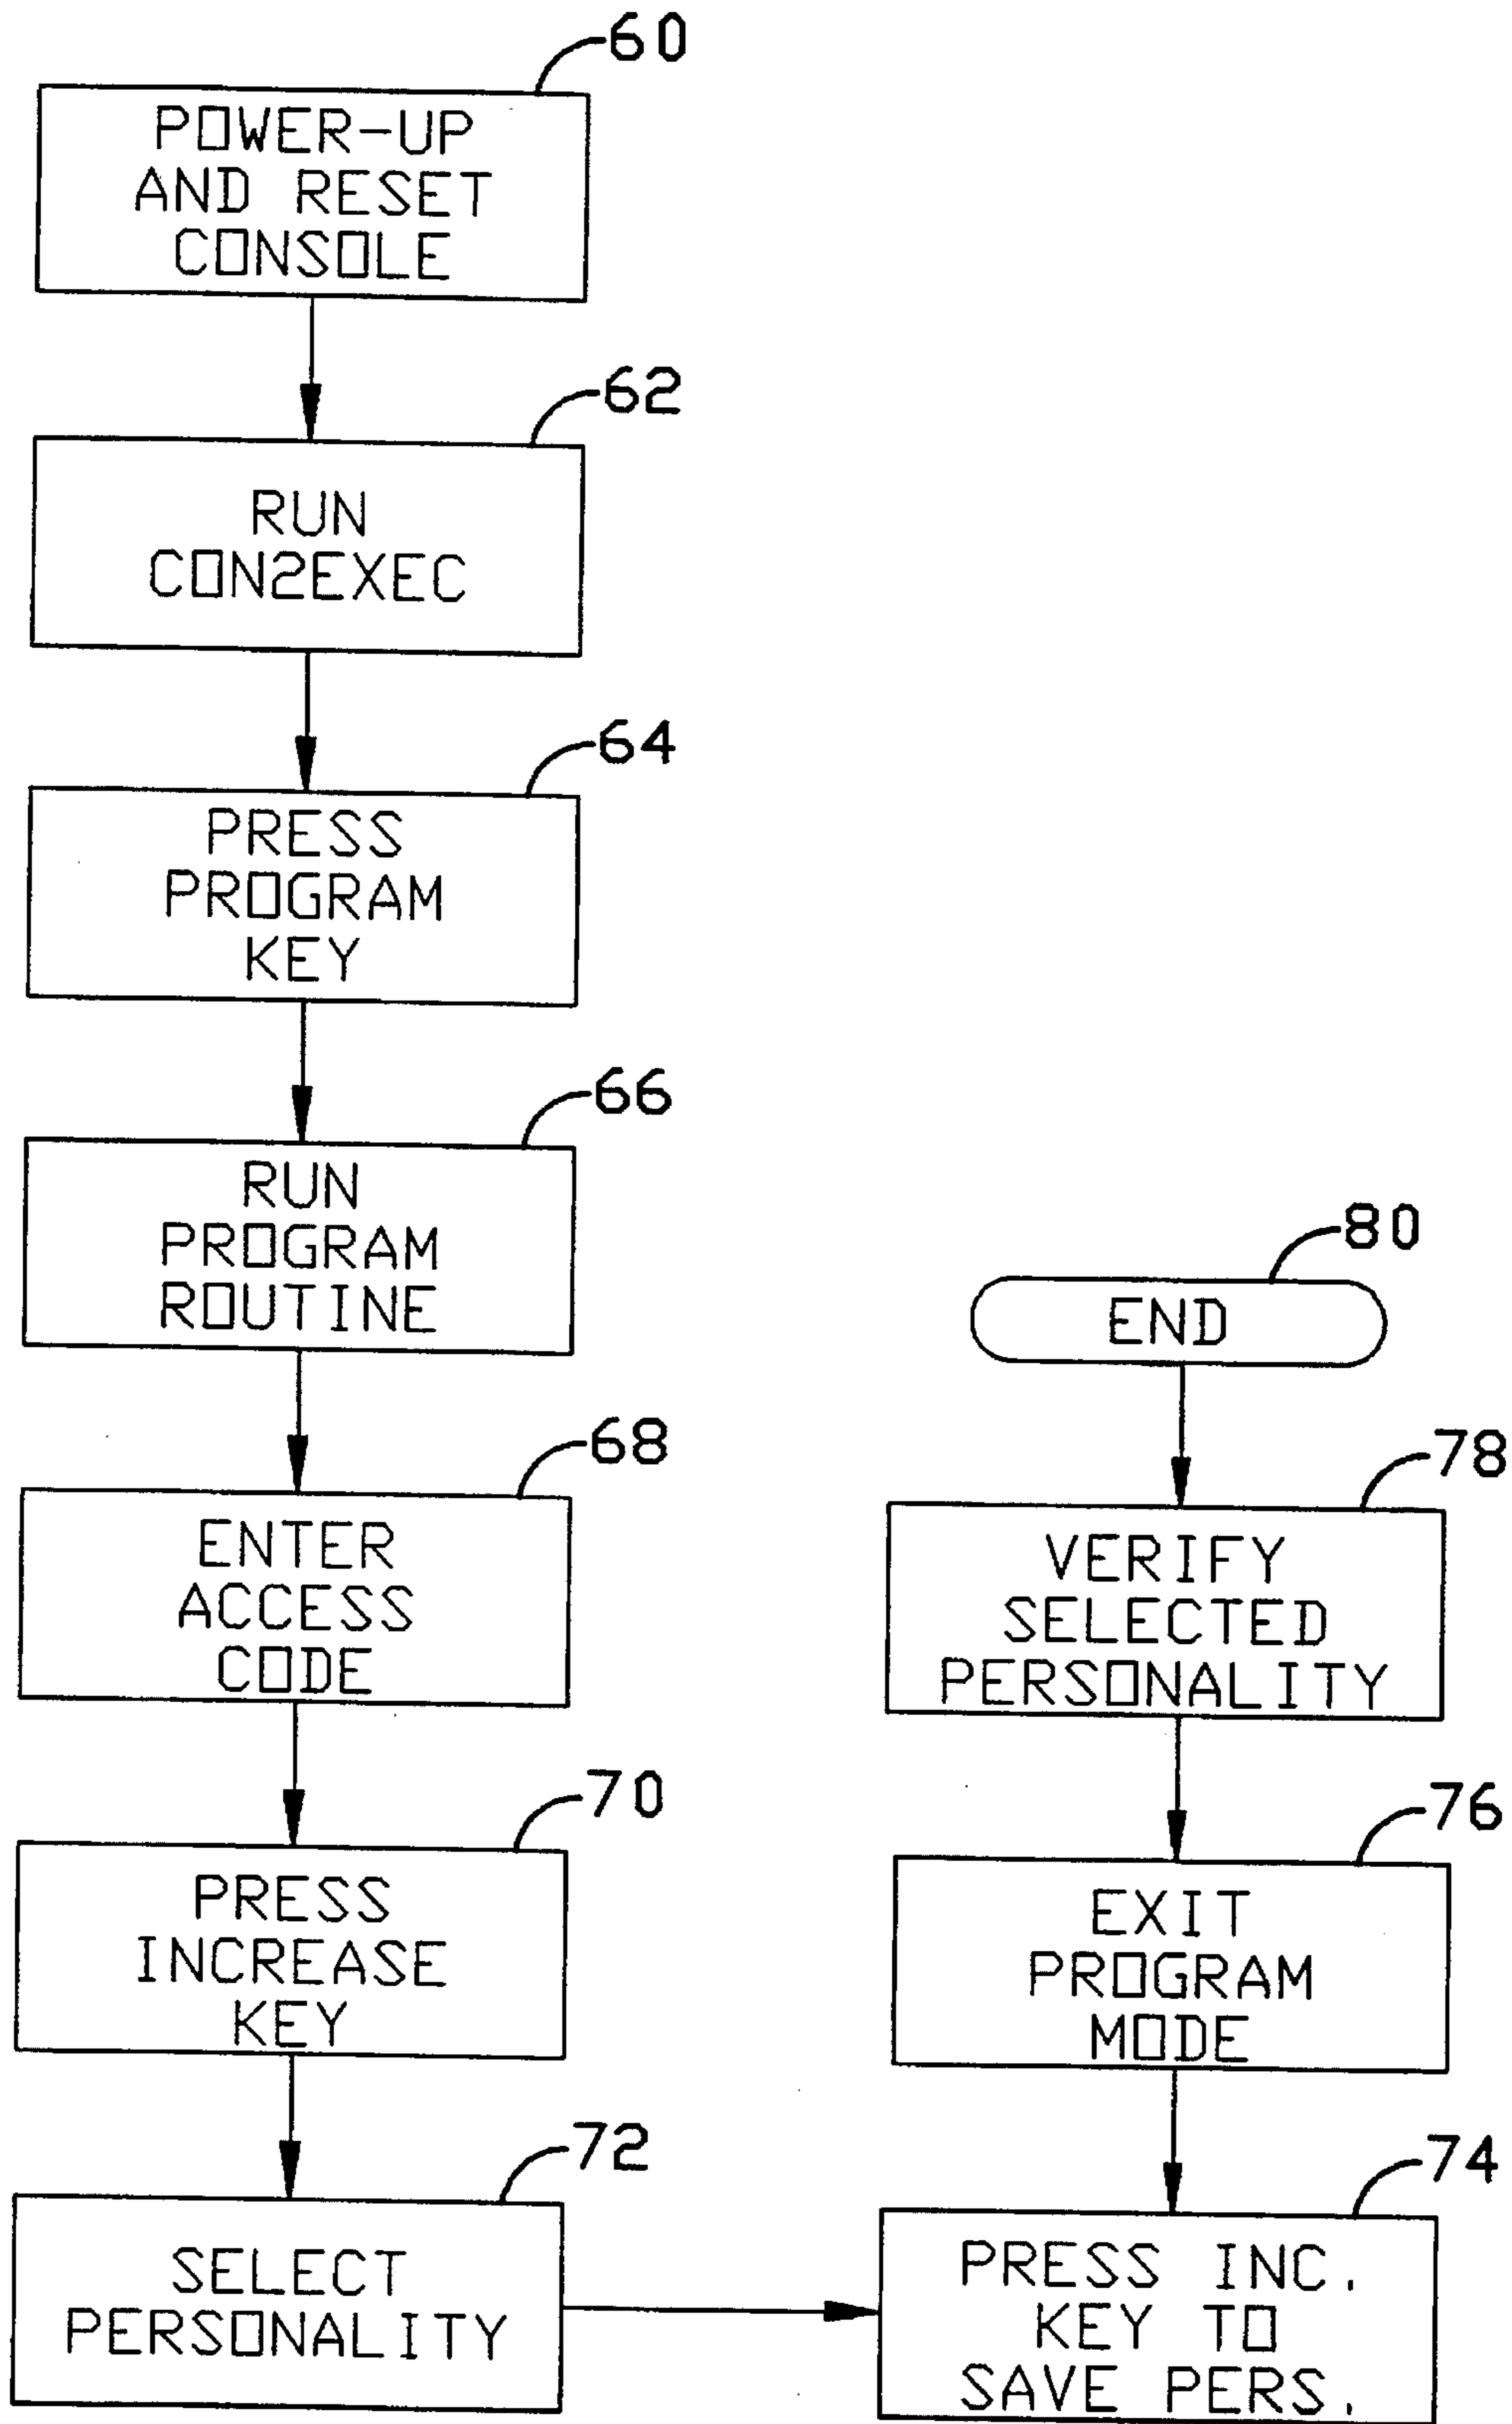 60
POWER-UP
AND RESET
CONSOLE
62
RUN
CON2EXEC
64
PRESS
PROGRAM
KEY
66
RUN
PROGRAM
ROUTINE
68
ENTER
ACCESS
CODE
70
PRESS
INCREASE
KEY
72
SELECT
PERSONALITY
80
END
78
VERIFY
SELECTED
PERSONALITY
76
EXIT
PROGRAM
MODE
74
PRESS INC.
KEY TO
SAVE PERS.